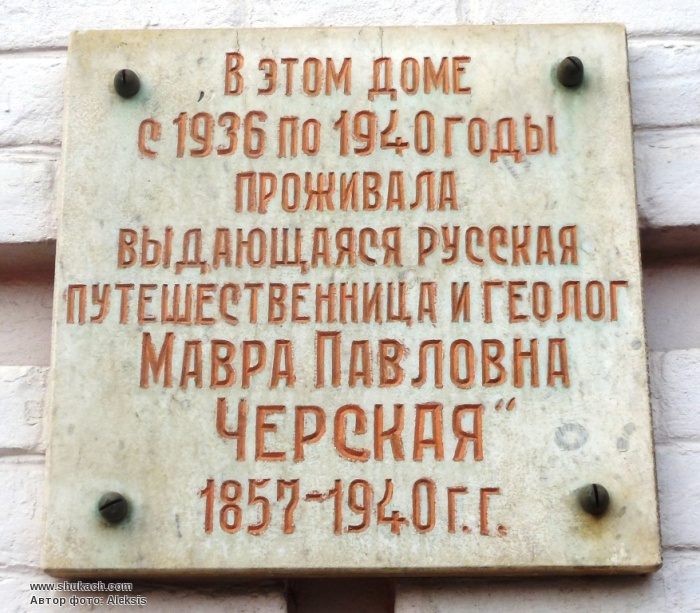 В ЭТОМ ДОМЕ
С 1936 ПО 1940 ГОДЫ
ПРОЖИВАЛА
ВЫДАЮЩАЯСЯ РУССКАЯ
ПУТЕШЕСТВЕННИЦА И ГЕОЛОГ
МАВРА ПАВЛОВНА
ЧЕРСКАЯ"
1857-1940 Г.Г.
www.shukach.com
Автор фото: Aleksis